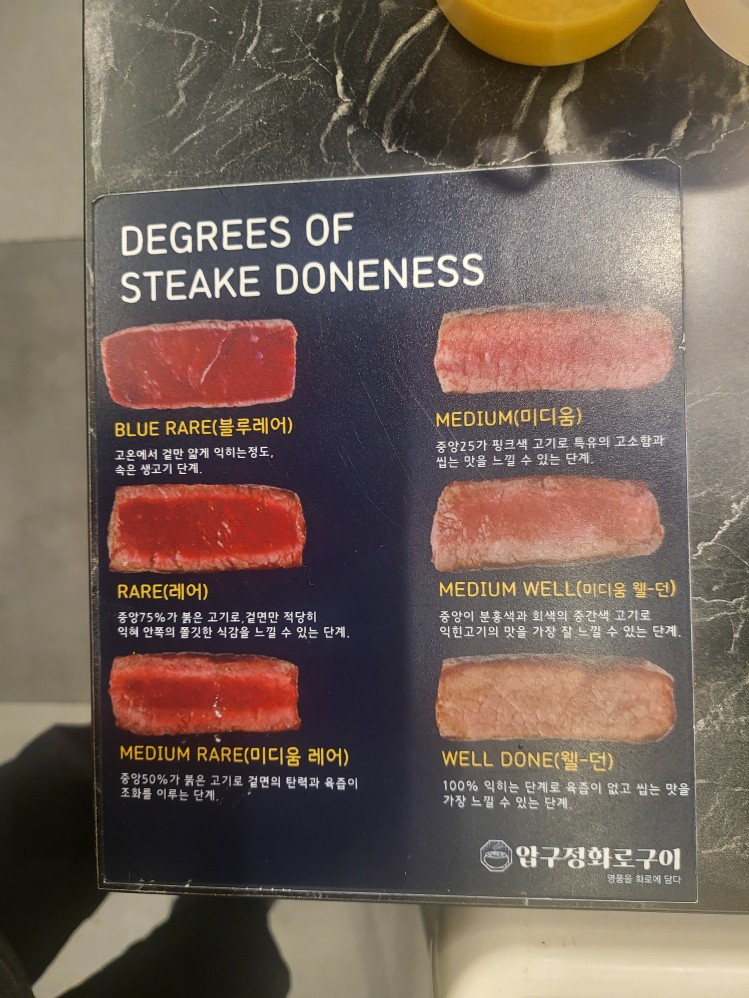 DEGREES OF
STEAKE DONENESS
BLUE RARE(블루레어)
고온에서 겉만 얇게 익히는정도,
속은 생고기 단계.
RARE(레어)
중앙75%가 붉은 고기로,겉면만 적당히
익혀 안쪽의 쫄깃한 식감을 느낄 수 있는 단계.
MEDIUM RARE(미디움 레어)
중앙50%가 붉은 고기로 겉면의 탄력과 육즙이
조화를 이루는 단계.
MEDIUM(미디움)
중앙25가 핑크색 고기로 특유의 고소함과
씹는 맛을 느낄 수 있는 단계.
MEDIUM WELL(미디움 웰-던)
중앙이 분홍색과 회색의 중간색 고기로
익힌고기의 맛을 가장 잘 느낄 수 있는 단계.
WELL DONE(웰-던)
100% 익히는 단계로 육즙이 없고 씹는 맛을
가장 느낄 수 있는 단계.
압구정화로구이
명품을 화로에 담다